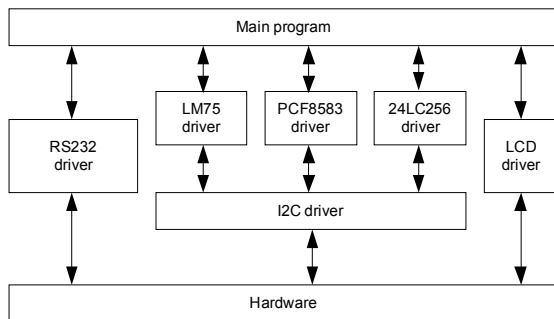 Main program
LM75
driver
PCF8583
driver
24LC256
driver
RS232
driver
LCD
driver
I2C driver
Hardware